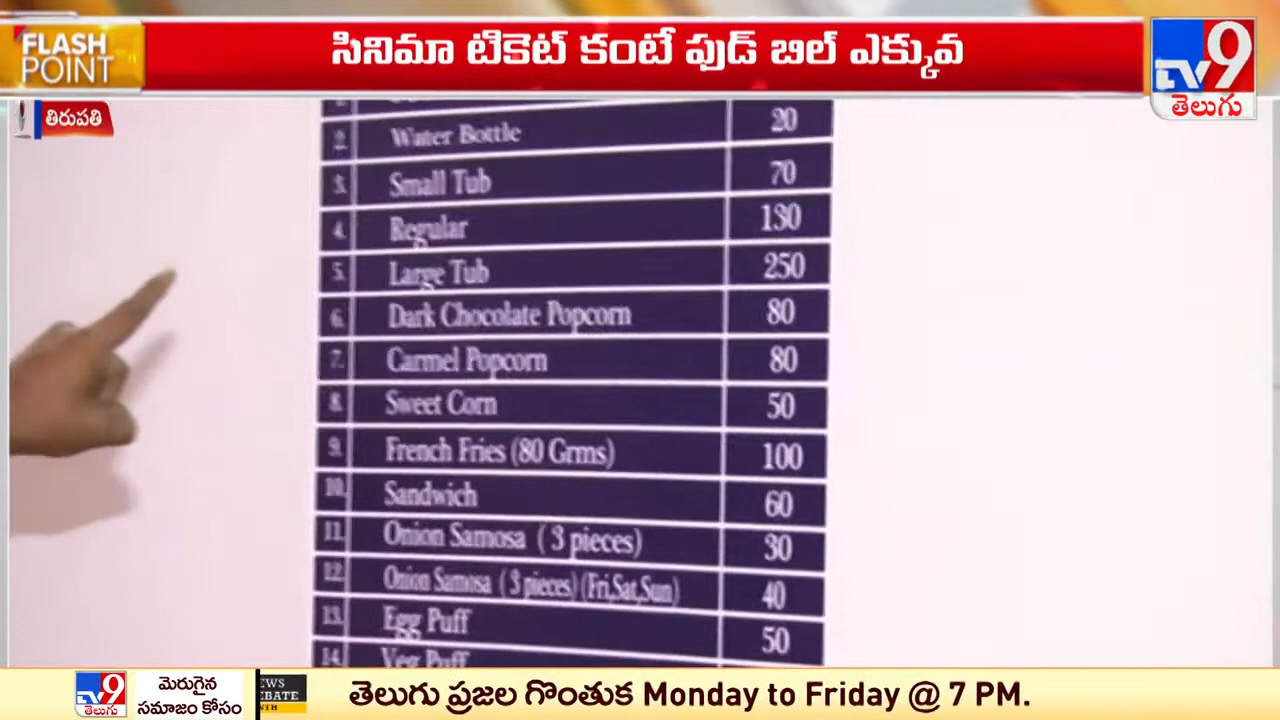 FLASH
POINT
సినిమా టికెట్ కంటే ఫుడ్ బిల్ ఎక్కువ
TV9
తెలుగు
తిరుపతి
2. Water Bottle 20
3. Small Tub 70
4. Regular 130
5. Large Tub 250
6. Dark Chocolate Popcorn 80
7. Carmel Popcorn 80
8. Sweet Corn 50
9. French Fries (80 Grms) 100
10. Sandwich 60
11. Onion Samosa ( 3 pieces) 30
12. Onion Samosa ( 3 pieces) (Fri,Sat,Sun) 40
13. Egg Puff 50
14. Veg Puff
TV9
తెలుగు
మెరుగైన
సమాజం కోసం
తెలుగు ప్రజల గొంతుక Monday to Friday @ 7 PM.